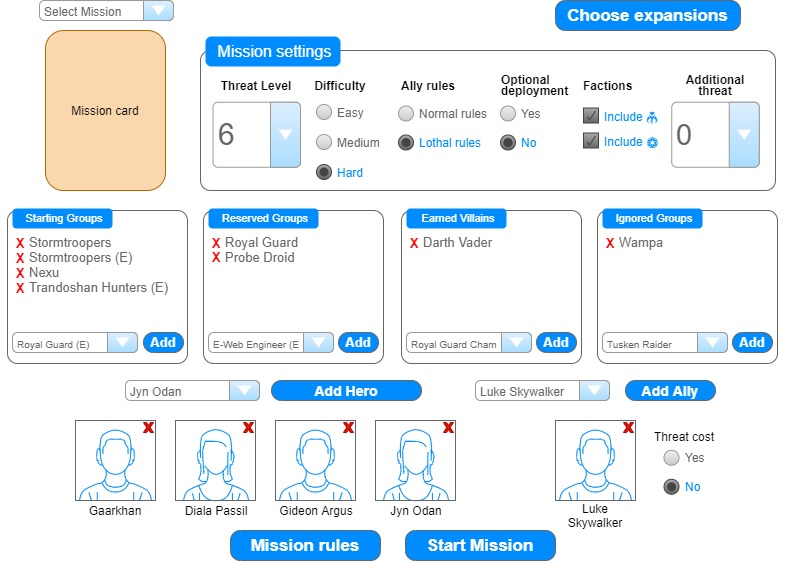 Select Mission
Choose expansions
Mission card
Mission settings
Threat Level
Difficulty
Ally rules
Optional
deployment
Factions
Additional
threat
6
Easy
Medium
Hard
Normal rules
Lothal rules
Yes
No
Include
Include
0
Starting Groups
X Stormtroopers
X Stormtroopers (E)
X Nexu
X Trandoshan Hunters (E)
Royal Guard (E)
Add
Reserved Groups
X Royal Guard
X Probe Droid
E-Web Engineer (E
Add
Earned Villains
X Darth Vader
Royal Guard Cham
Add
Ignored Groups
X Wampa
Tusken Raider
Add
Jyn Odan
Add Hero
Luke Skywalker
Add Ally
X
X
X
X
X
Gaarkhan
Diala Passil
Gideon Argus
Jyn Odan
Luke
Skywalker
Threat cost
Yes
No
Mission rules
Start Mission